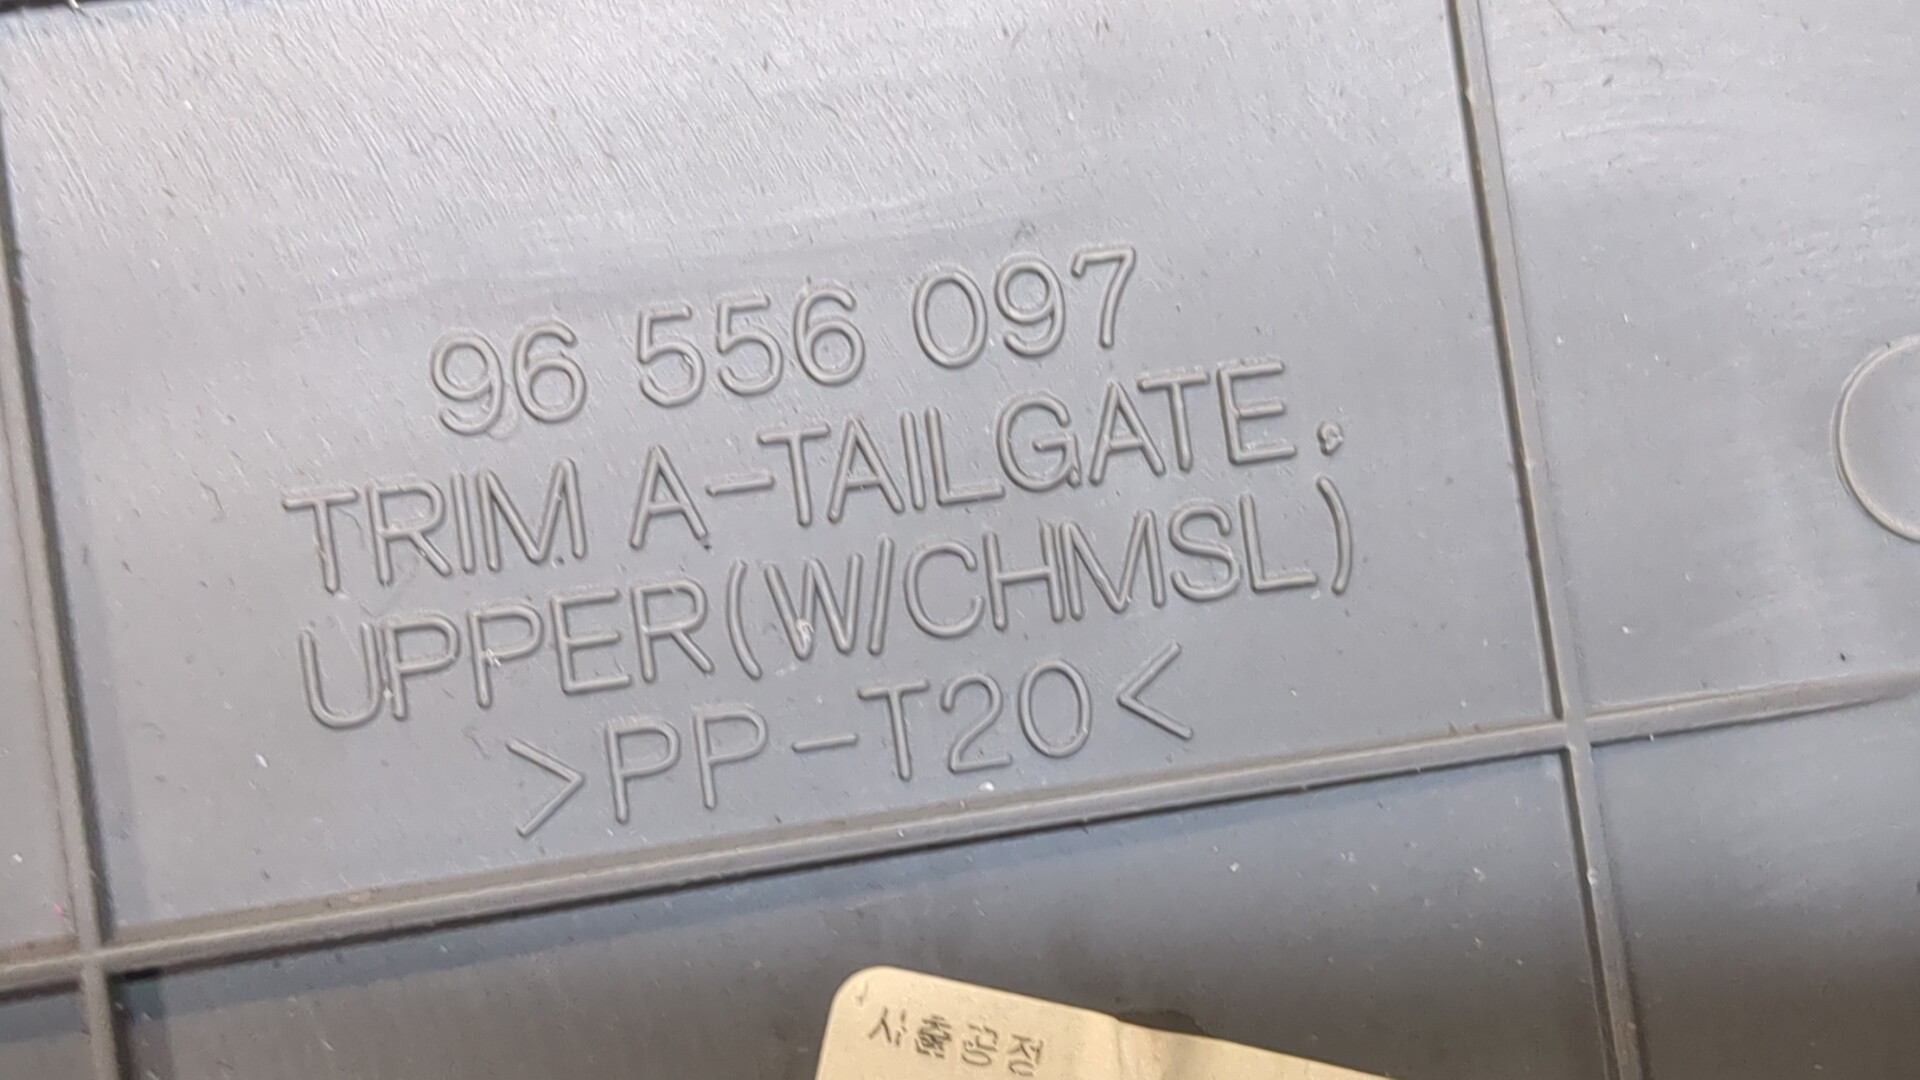 96 556 097
TRIM A-TAILGATE,
UPPER(W/CHMSL)
>PP-T20<